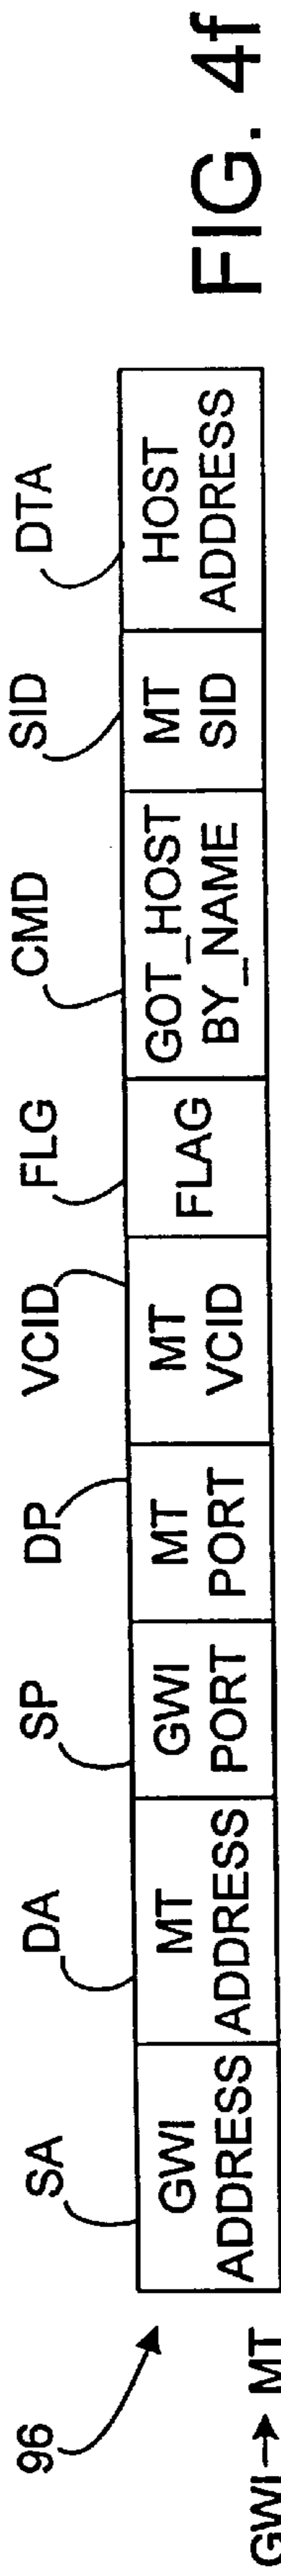 96
SA
DA
SP
DP
VCID
FLG
CMD
SID
DTA
GWI
ADDRESS
MT
ADDRESS
GWI
PORT
MT
PORT
MT
VCID
FLAG
GOT_HOST
BY_NAME
MT
SID
HOST
ADDRESS
GWI → MT
FIG. 4f